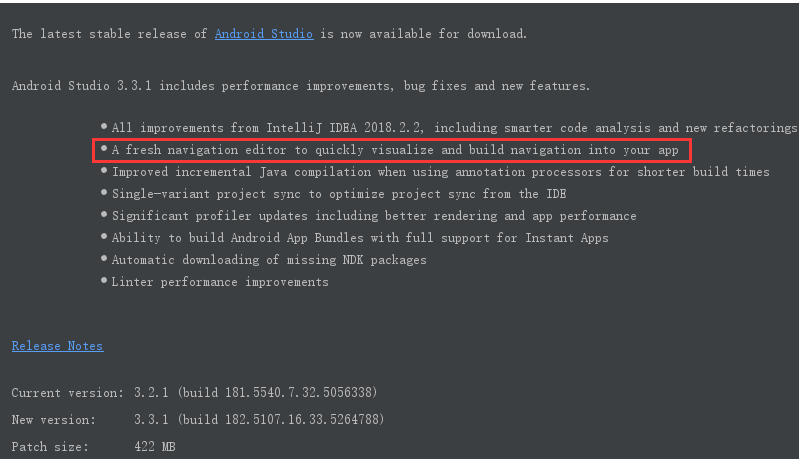 The latest stable release of Android Studio is now available for download.
Android Studio 3.3.1 includes performance improvements, bug fixes and new features.
• All improvements from IntelliJ IDEA 2018.2.2, including smarter code analysis and new refactorings
• A fresh navigation editor to quickly visualize and build navigation into your app
• Improved incremental Java compilation when using annotation processors for shorter build times
• Single-variant project sync to optimize project sync from the IDE
• Significant profiler updates including better rendering and app performance
• Ability to build Android App Bundles with full support for Instant Apps
• Automatic downloading of missing NDK packages
• Linter performance improvements
Release Notes
Current version: 3.2.1 (build 181.5540.7.32.5056338)
New version: 3.3.1 (build 182.5107.16.33.5264788)
Patch size: 422 MB